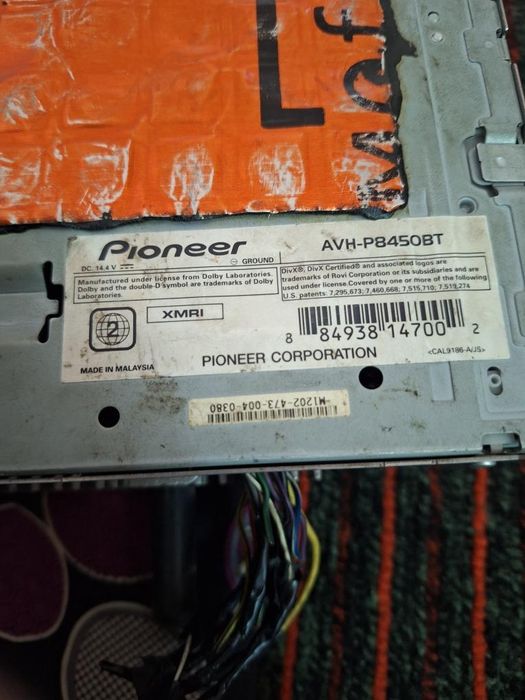 Mof
Pioneer
AVH-P8450BT
DC 14.4 V
⊖ GROUND
Manufactured under license from Dolby Laboratories.
Dolby and the double-D symbol are trademarks of Dolby
Laboratories.
DivX®, DivX Certified® and associated logos are
trademarks of Rovi Corporation or its subsidiaries and are
used under license.Covered by one or more of the following
U.S. patents: 7,295,673; 7,460,668; 7,515,710; 7,519,274
2
XMRI
8 84938 14700 2
MADE IN MALAYSIA
PIONEER CORPORATION
<CAL9186-A/JS>
M1202-473-004-0380